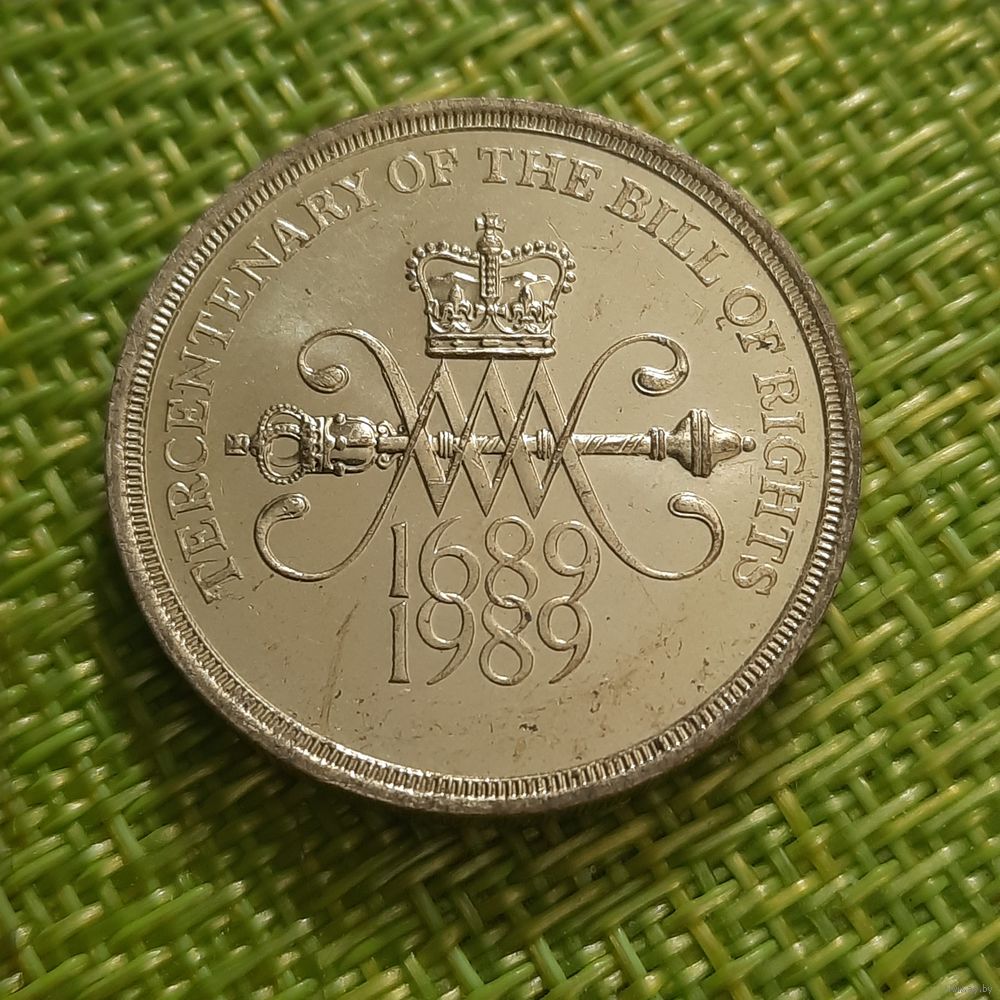 TERCENTENARY OF THE BILL OF RIGHTS
1689
1989